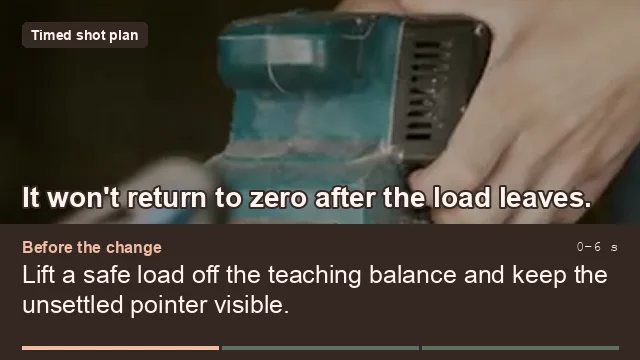 Timed shot plan
It won't return to zero after the load leaves.
Before the change
0–6 s
Lift a safe load off the teaching balance and keep the
unsettled pointer visible.